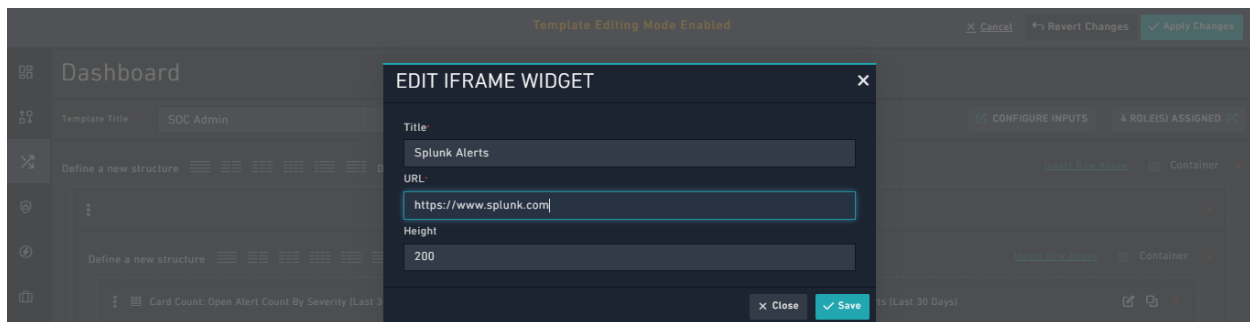 Template Editing Mode Enabled
Cancel
Revert Changes
Apply Changes
Dashboard
EDIT IFRAME WIDGET
Template Title
SOC Admin
CONFIGURE INPUTS
4 ROLE(S) ASSIGNED
Title
Splunk Alerts
Define a new structure
Insert Row Above
Container
URL
https://www.splunk.com
Height
200
Define a new structure
Insert Row Above
Container
Card Count: Open Alert Count By Severity (Last 3
ts (Last 30 Days)
Close
Save